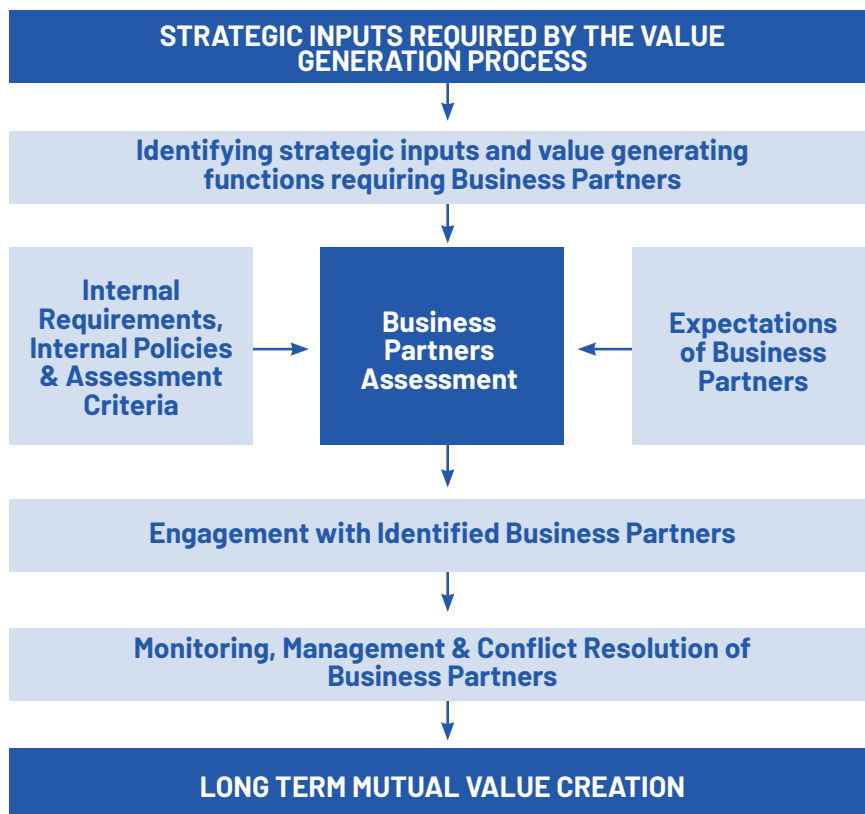 STRATEGIC INPUTS REQUIRED BY THE VALUE
GENERATION PROCESS
Identifying strategic inputs and value generating
functions requiring Business Partners
Internal
Requirements,
Internal Policies
& Assessment
Criteria
Business
Partners
Assessment
Expectations
of Business
Partners
Engagement with Identified Business Partners
Monitoring, Management & Conflict Resolution of
Business Partners
LONG TERM MUTUAL VALUE CREATION